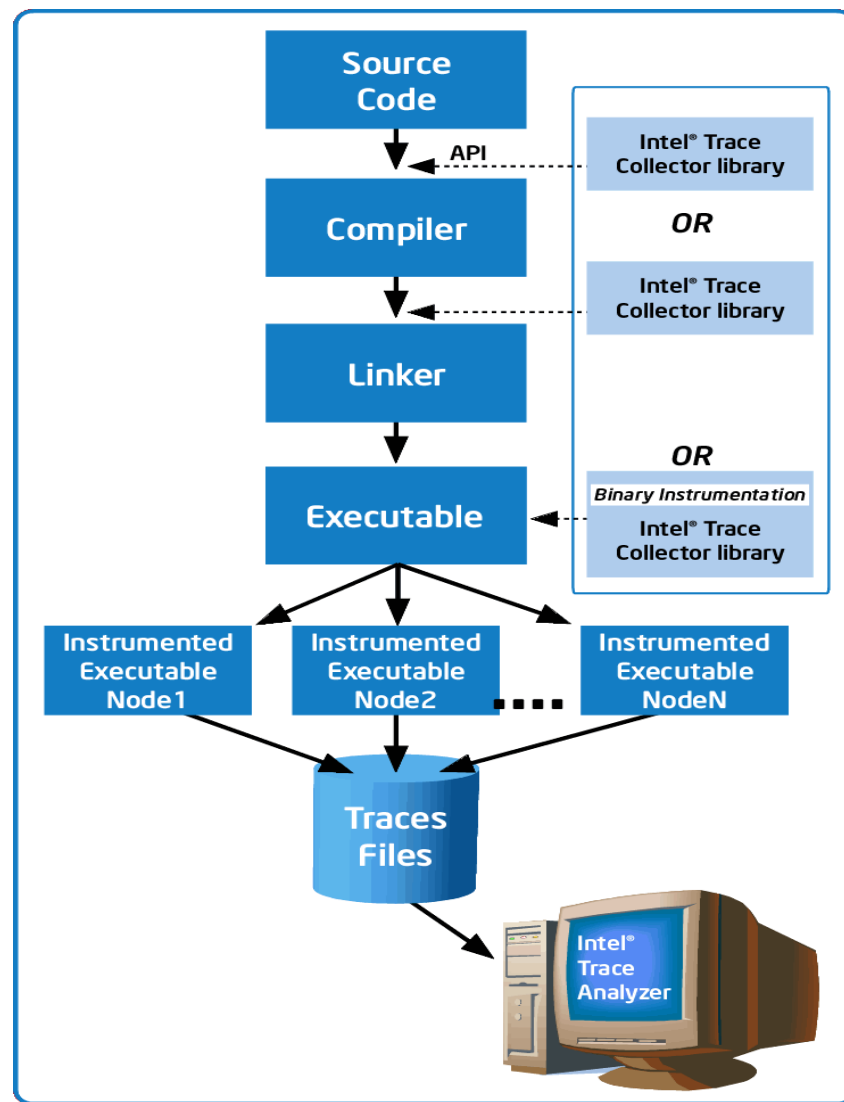 Source
Code
API
Intel® Trace
Collector library
OR
Compiler
Intel® Trace
Collector library
Linker
OR
Binary Instrumentation
Intel® Trace
Collector library
Executable
Instrumented
Executable
Node1
Instrumented
Executable
Node2
....
Instrumented
Executable
NodeN
Traces
Files
Intel®
Trace
Analyzer